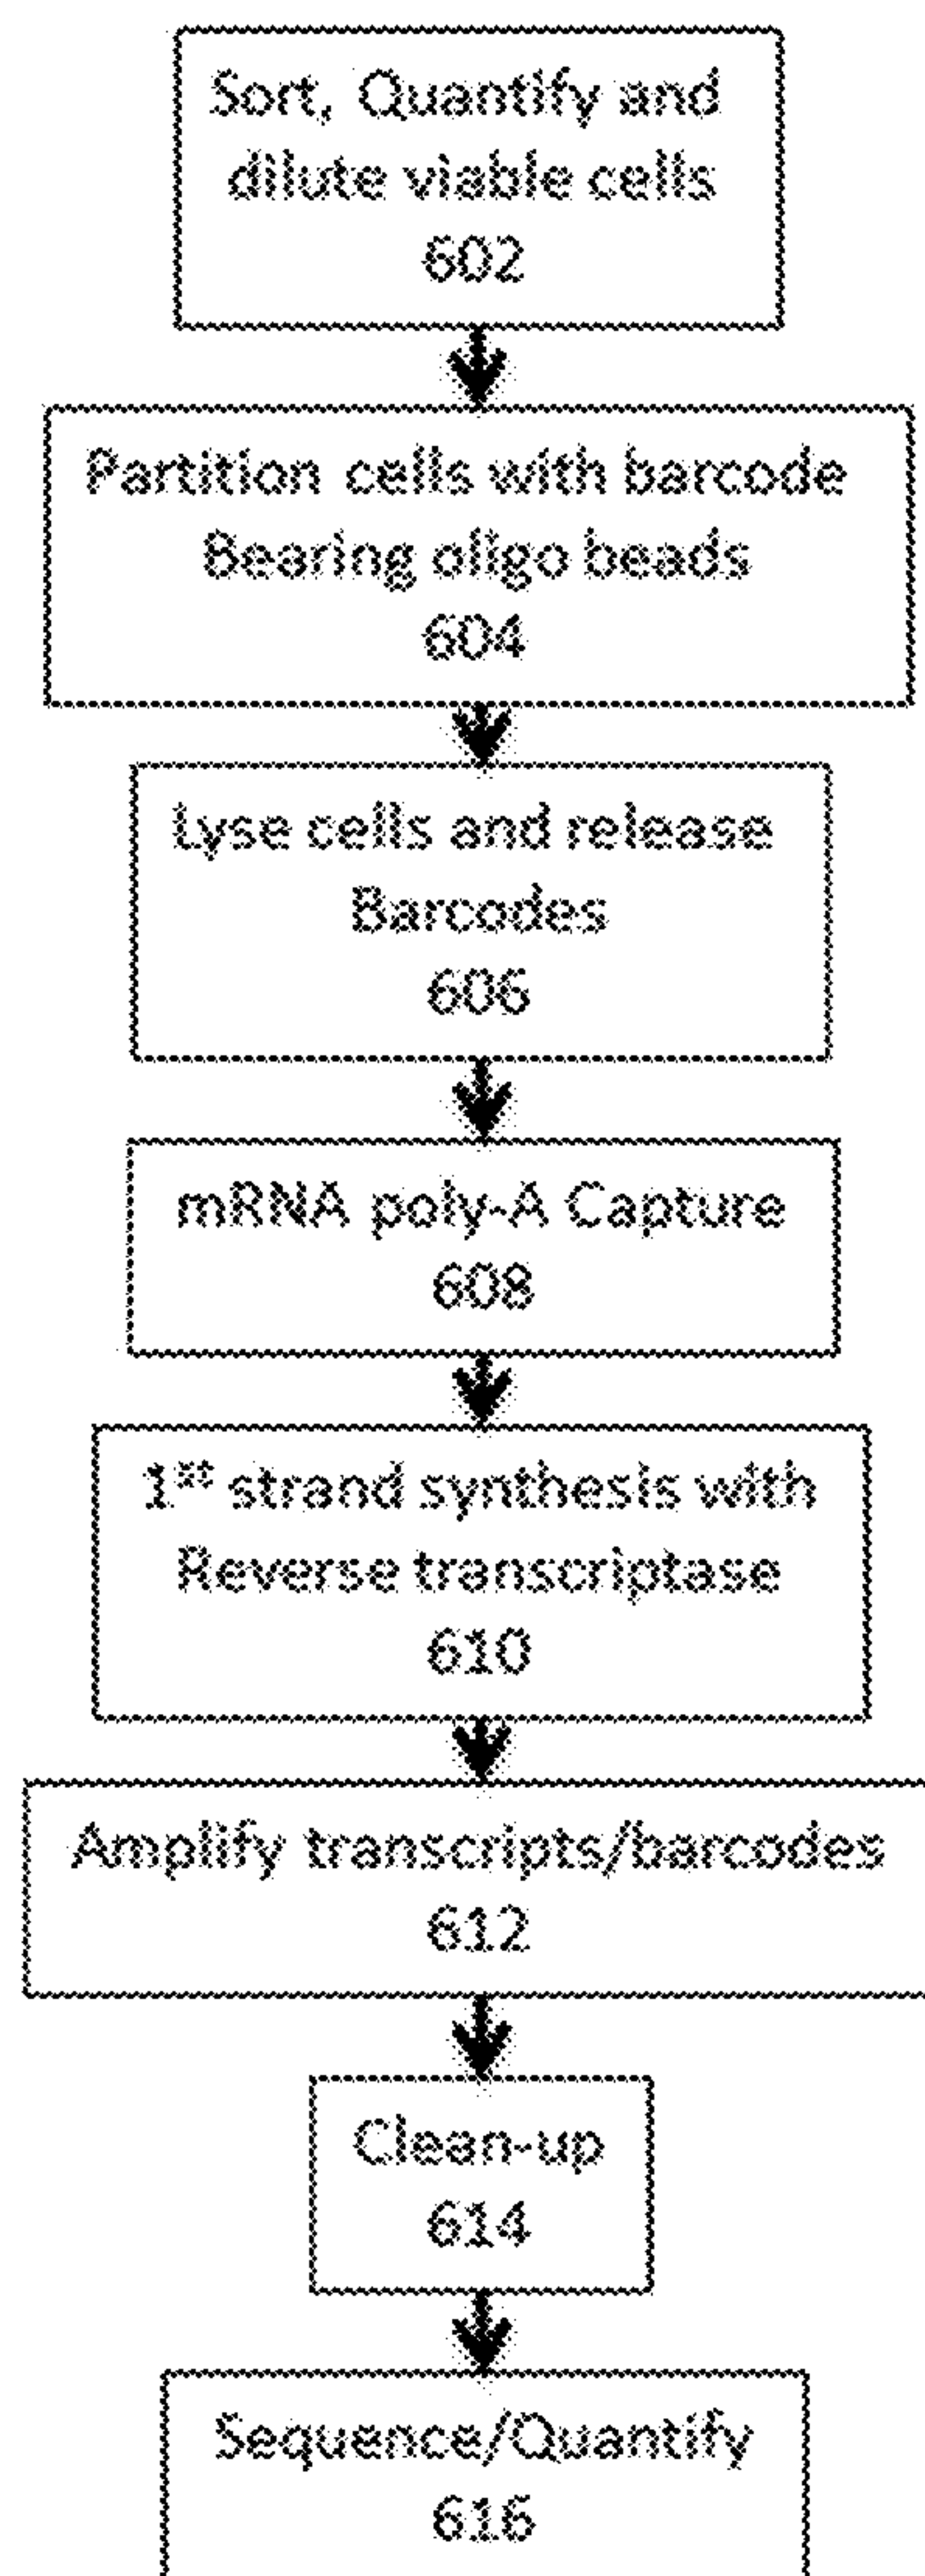 Sort, Quantify and
dilute viable cells
602
Partition cells with barcode
Bearing oligo beads
604
Lyse cells and release
Barcodes
606
mRNA poly-A Capture
608
1st strand synthesis with
Reverse transcriptase
610
Amplify transcripts/barcodes
612
Clean-up
614
Sequence/Quantify
616